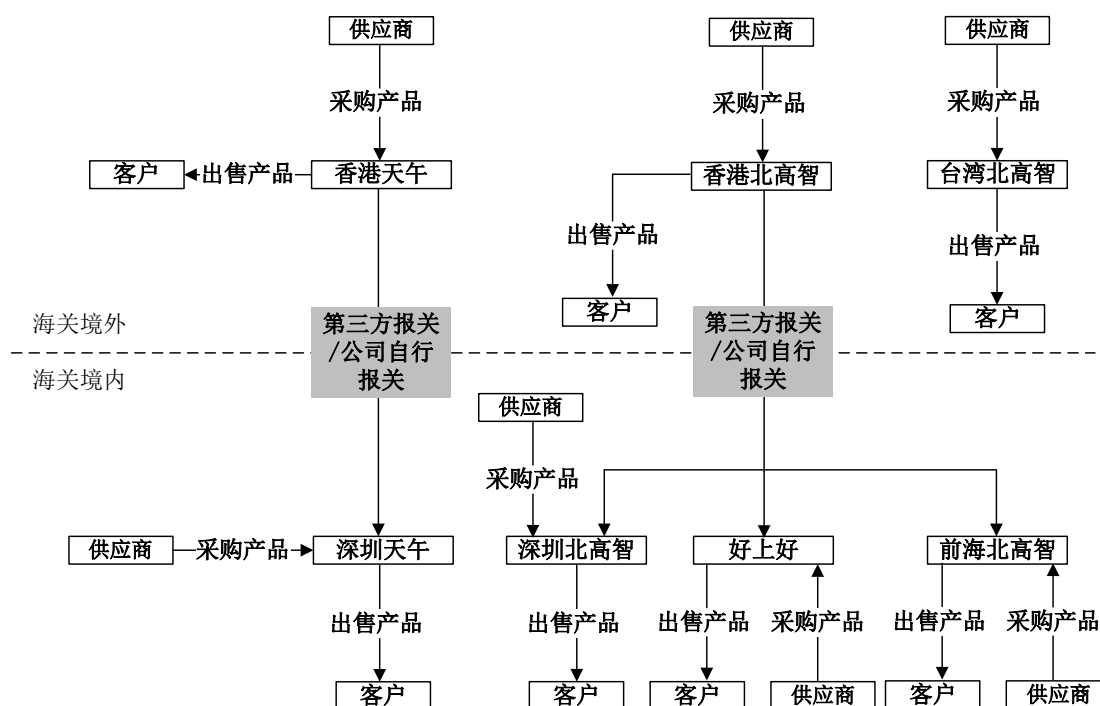 供应商
供应商
供应商
采购产品
采购产品
采购产品
客户
出售产品
香港天午
香港北高智
台湾北高智
出售产品
出售产品
客户
客户
海关境外
第三方报关
/公司自行
报关
第三方报关
/公司自行
报关
海关境内
供应商
采购产品
供应商
采购产品
深圳天午
深圳北高智
好上好
前海北高智
出售产品
出售产品
出售产品
采购产品
出售产品
采购产品
客户
客户
客户
供应商
客户
供应商